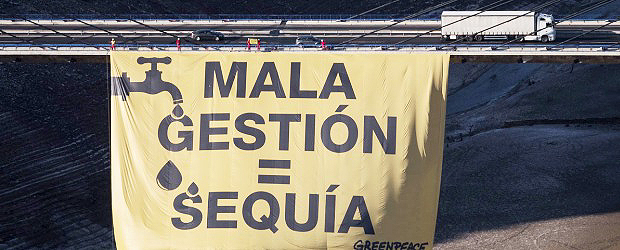 MALA
GESTIÓN
=
SEQUÍA
GREENPEACE